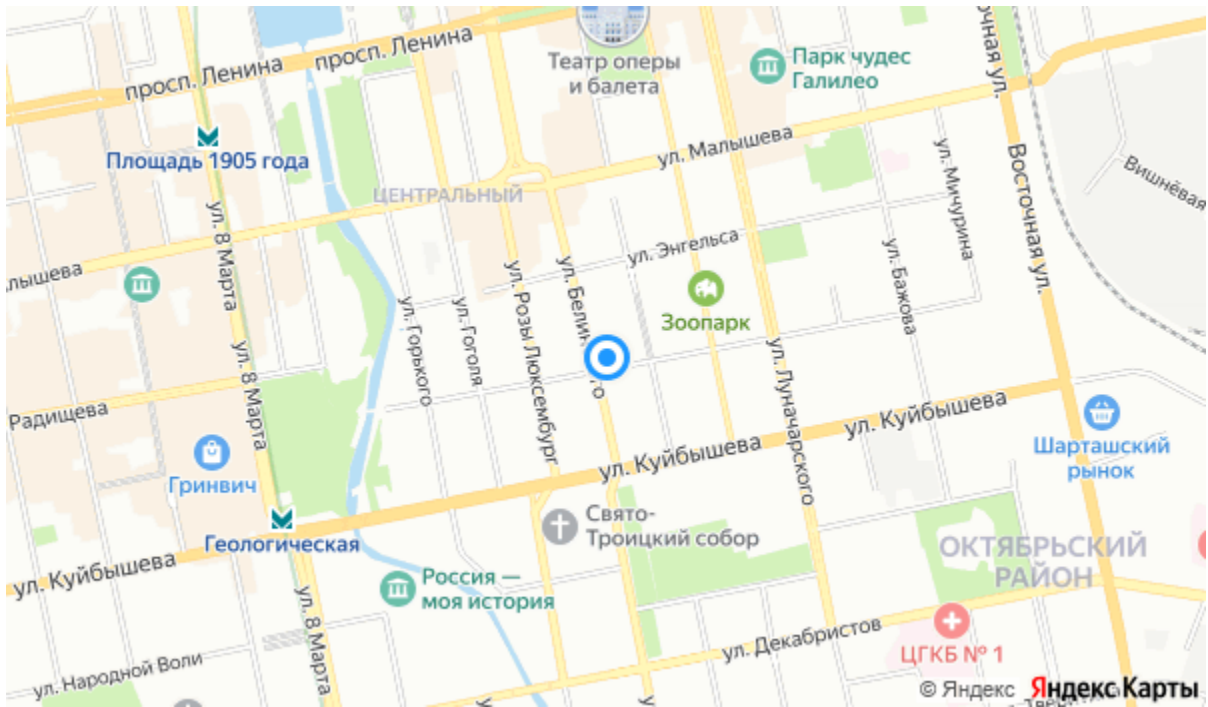 просп. Ленина
просп. Ленина
Театр оперы
и балета
Парк чудес
Галилео
Площадь 1905 года
ул. Малышева
ЦЕНТРАЛЬНЫЙ
Вишнёвая
ул. Мичурина
Восточная ул.
ул. 8 Марта
ул. Энгельса
ул. Бажова
ул. Розы Люксембург
ул. Горького
ул. Гоголя
Зоопарк
ул. 8 Марта
ул. Луначарского
Радищева
ул. Куйбышева
ул. Куйбышева
Шарташский
рынок
Гринвич
Геологическая
Свято-
Троицкий собор
ОКТЯБРЬСКИЙ
РАЙОН
ул. Куйбышева
Россия —
моя история
ул. 8 Марта
ул. Декабристов
ЦГКБ № 1
ул. Народной Воли
© Яндекс Яндекс Карты